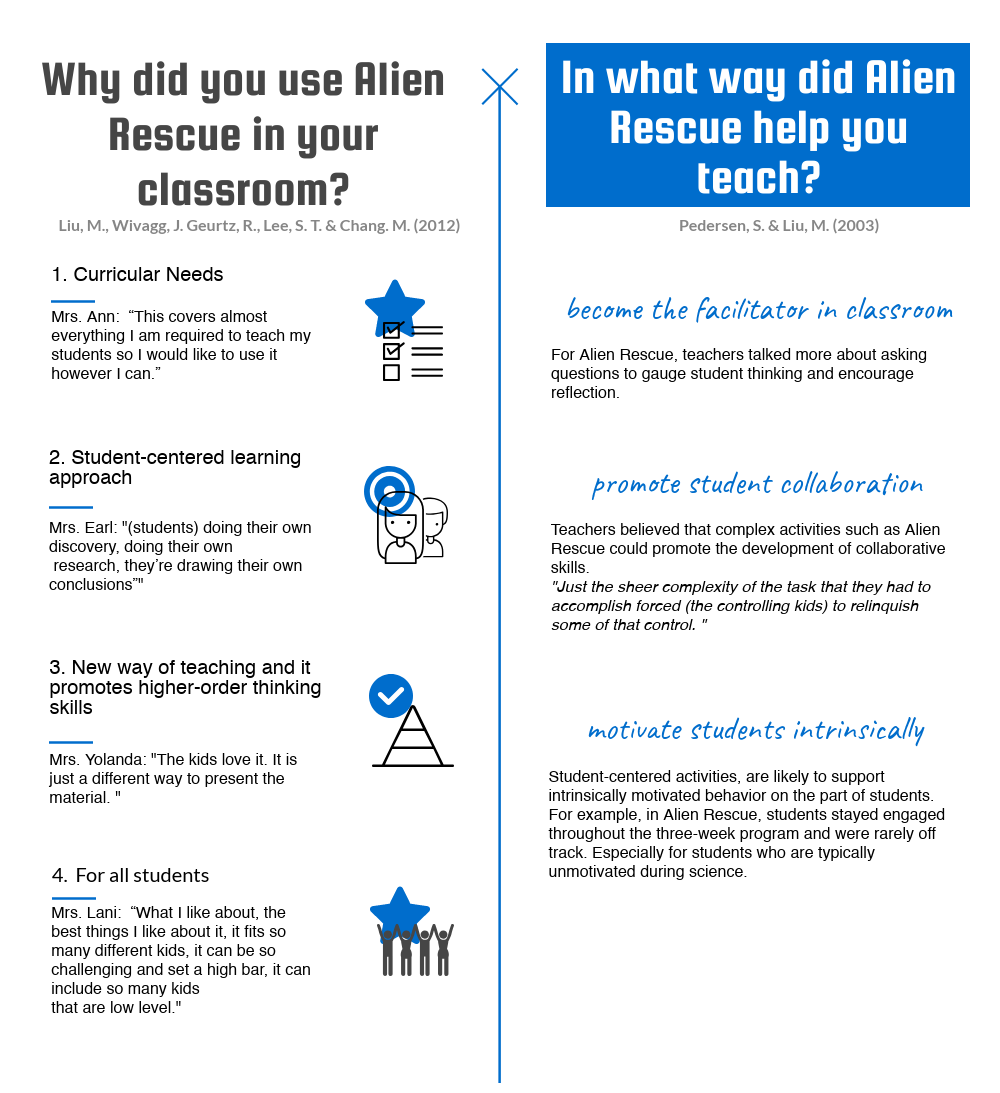 Why did you use Alien
Rescue in your
classroom?
Liu, M., Wivagg, J. Geurtz, R., Lee, S. T. & Chang. M. (2012)
1. Curricular Needs
Mrs. Ann:  “This covers almost
everything I am required to teach my
students so I would like to use it
however I can.”
2. Student-centered learning
approach
Mrs. Earl: "(students) doing their own
discovery, doing their own
research, they’re drawing their own
conclusions”"
3. New way of teaching and it
promotes higher-order thinking
skills
Mrs. Yolanda: "The kids love it. It is
just a different way to present the
material. "
4.  For all students
Mrs. Lani:  “What I like about, the
best things I like about it, it fits so
many different kids, it can be so
challenging and set a high bar, it can
include so many kids
that are low level."
In what way did Alien
Rescue help you
teach?
Pedersen, S. & Liu, M. (2003)
become the facilitator in classroom
For Alien Rescue, teachers talked more about asking
questions to gauge student thinking and encourage
reflection.
promote student collaboration
Teachers believed that complex activities such as Alien
Rescue could promote the development of collaborative
skills.
"Just the sheer complexity of the task that they had to
accomplish forced (the controlling kids) to relinquish
some of that control. "
motivate students intrinsically
Student-centered activities, are likely to support
intrinsically motivated behavior on the part of students.
For example, in Alien Rescue, students stayed engaged
throughout the three-week program and were rarely off
track. Especially for students who are typically
unmotivated during science.